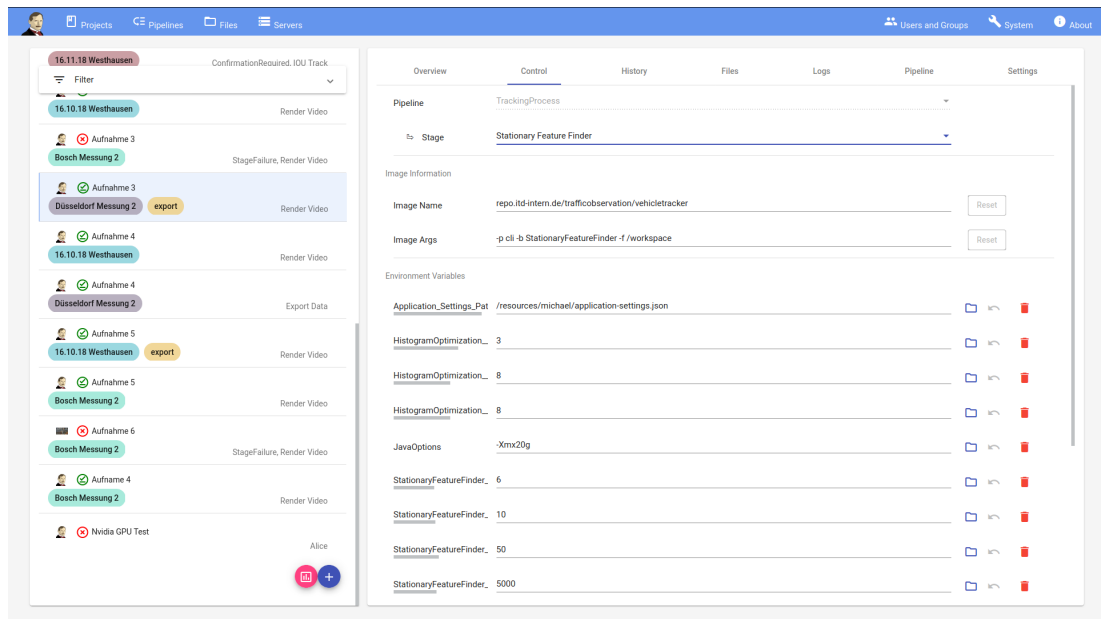 Projects Pipelines Files Servers Users and Groups System About
16.11.18 Westhausen
ConfirmationRequired, IOU Track
Filter
16.10.18 Westhausen
Render Video
Aufnahme 3
Bosch Messung 2
StageFailure, Render Video
Aufnahme 3
Düsseldorf Messung 2 export
Render Video
Aufnahme 4
16.10.18 Westhausen
Render Video
Aufnahme 4
Düsseldorf Messung 2
Export Data
Aufnahme 5
16.10.18 Westhausen export
Render Video
Aufnahme 5
Bosch Messung 2
Render Video
Aufnahme 6
Bosch Messung 2
StageFailure, Render Video
Aufname 4
Bosch Messung 2
Render Video
Nvidia GPU Test
Alice
Overview Control History Files Logs Pipeline Settings
Pipeline TrackingProcess
Stage Stationary Feature Finder
Image Information
Image Name repo.itd-intern.de/trafficobservation/vehicletracker Reset
Image Args -p cli -b StationaryFeatureFinder -f /workspace Reset
Environment Variables
Application_Settings_Pat /resources/michael/application-settings.json
HistogramOptimization_ 3
HistogramOptimization_ 8
HistogramOptimization_ 8
JavaOptions -Xmx20g
StationaryFeatureFinder_ 6
StationaryFeatureFinder_ 10
StationaryFeatureFinder_ 50
StationaryFeatureFinder_ 5000